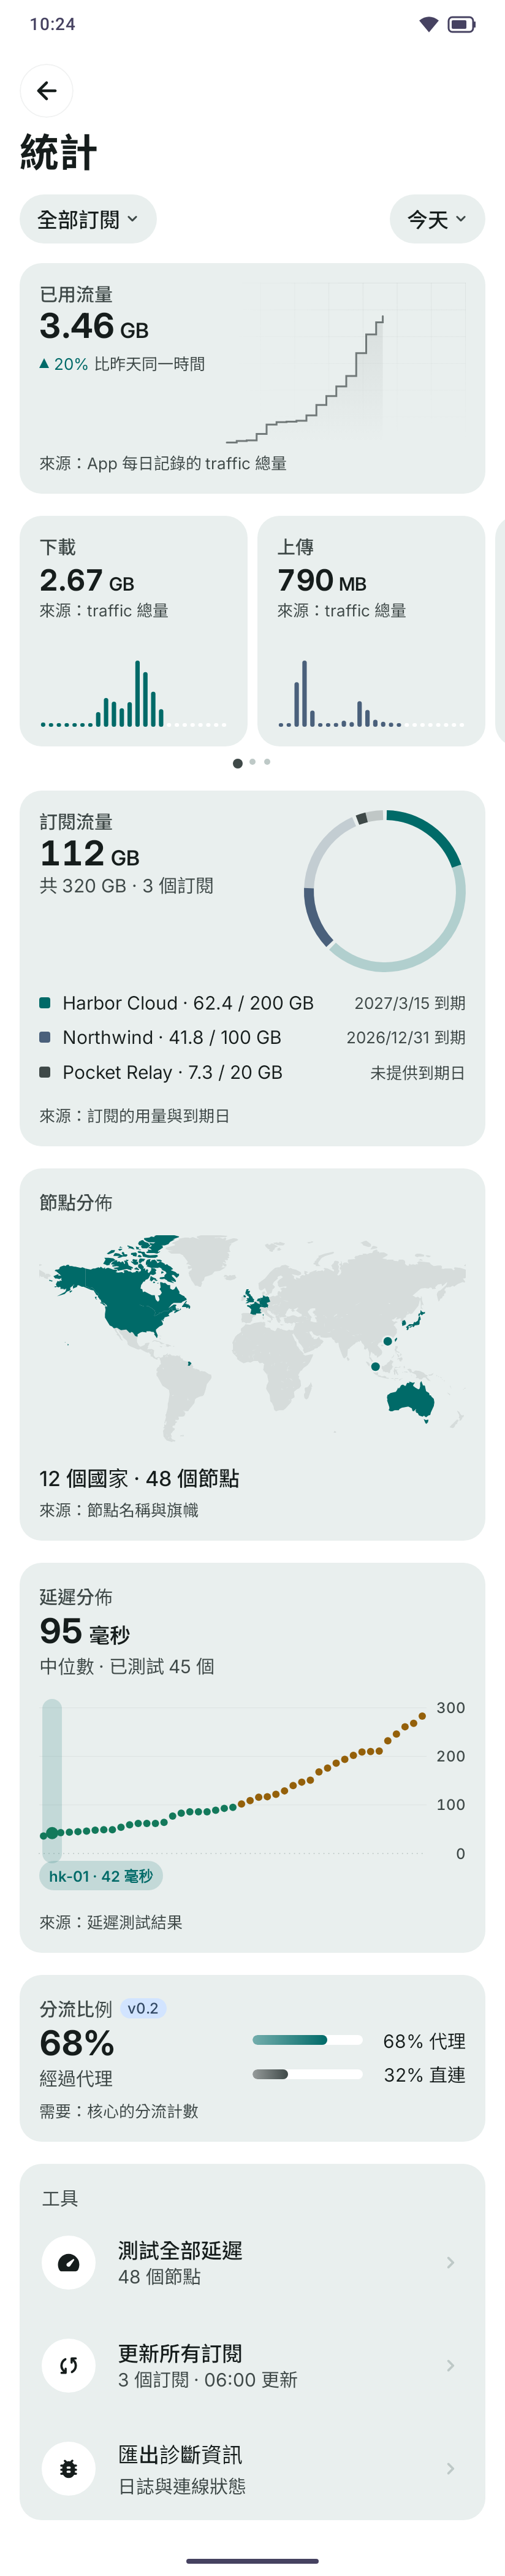 10:24
統計
全部訂閱
今天
已用流量
3.46 GB
▲ 20% 比昨天同一時間
來源：App 每日記錄的 traffic 總量
下載
2.67 GB
來源：traffic 總量
上傳
790 MB
來源：traffic 總量
訂閱流量
112 GB
共 320 GB · 3 個訂閱
Harbor Cloud · 62.4 / 200 GB 2027/3/15 到期
Northwind · 41.8 / 100 GB 2026/12/31 到期
Pocket Relay · 7.3 / 20 GB 未提供到期日
來源：訂閱的用量與到期日
節點分佈
12 個國家 · 48 個節點
來源：節點名稱與旗幟
延遲分佈
95 毫秒
中位數 · 已測試 45 個
300
200
100
0
hk-01 · 42 毫秒
來源：延遲測試結果
分流比例 v0.2
68%
經過代理
68% 代理
32% 直連
需要：核心的分流計數
工具
測試全部延遲
48 個節點
更新所有訂閱
3 個訂閱 · 06:00 更新
匯出診斷資訊
日誌與連線狀態